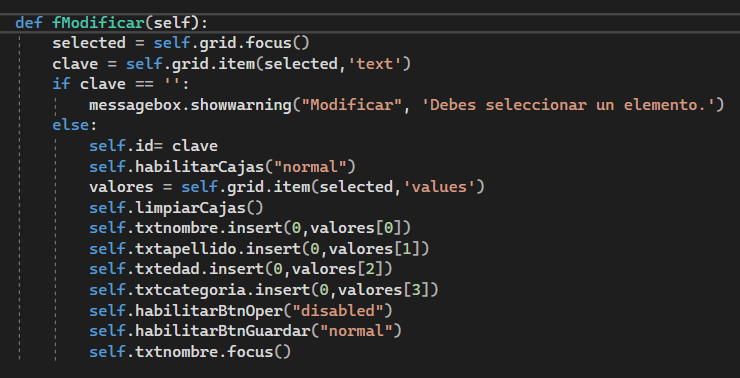 def fModificar(self):
selected = self.grid.focus()
clave = self.grid.item(selected,'text')
if clave == '':
messagebox.showwarning("Modificar", 'Debes seleccionar un elemento.')
else:
self.id= clave
self.habilitarCajas("normal")
valores = self.grid.item(selected,'values')
self.limpiarCajas()
self.txtnombre.insert(0,valores[0])
self.txtapellido.insert(0,valores[1])
self.txtedad.insert(0,valores[2])
self.txtcategoria.insert(0,valores[3])
self.habilitarBtnOper("disabled")
self.habilitarBtnGuardar("normal")
self.txtnombre.focus()